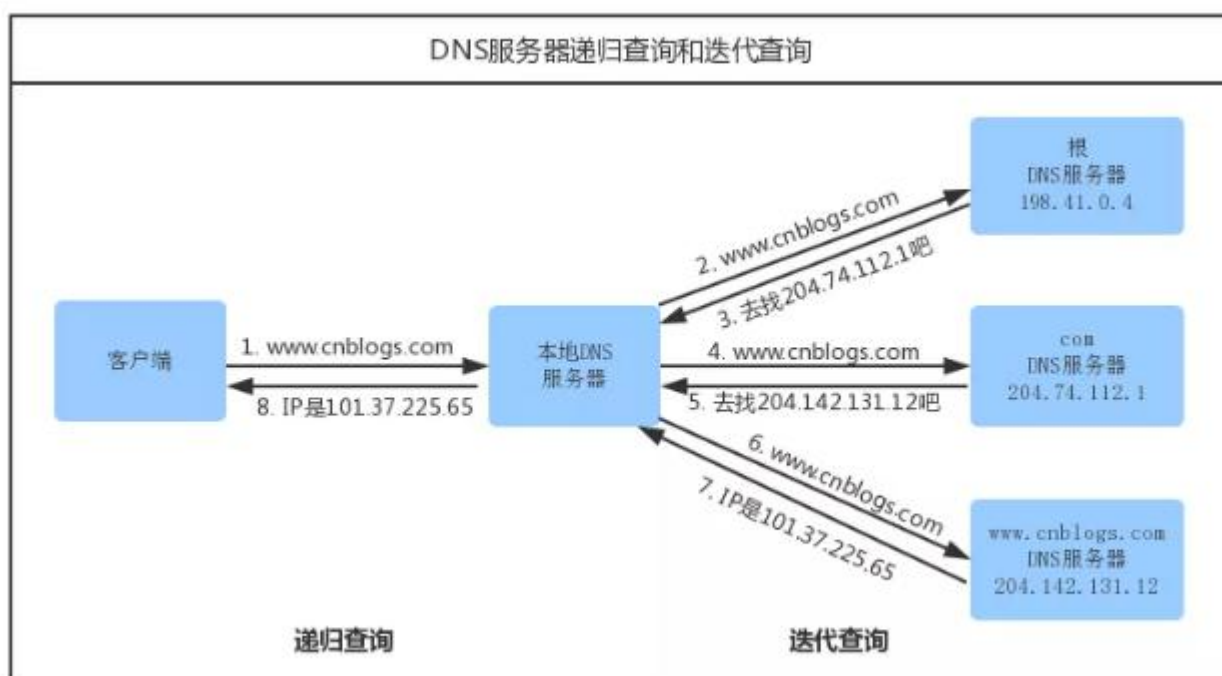 DNS服务器递归查询和迭代查询
根
DNS服务器
198.41.0.4
2. www.cnblogs.com
3. 去找204.74.112.1吧
客户端
1. www.cnblogs.com
8. IP是101.37.225.65
本地DNS
服务器
4. www.cnblogs.com
5. 去找204.142.131.12吧
com
DNS服务器
204.74.112.1
6. www.cnblogs.com
7. IP是101.37.225.65
www.cnblogs.com
DNS服务器
204.142.131.12
递归查询
迭代查询